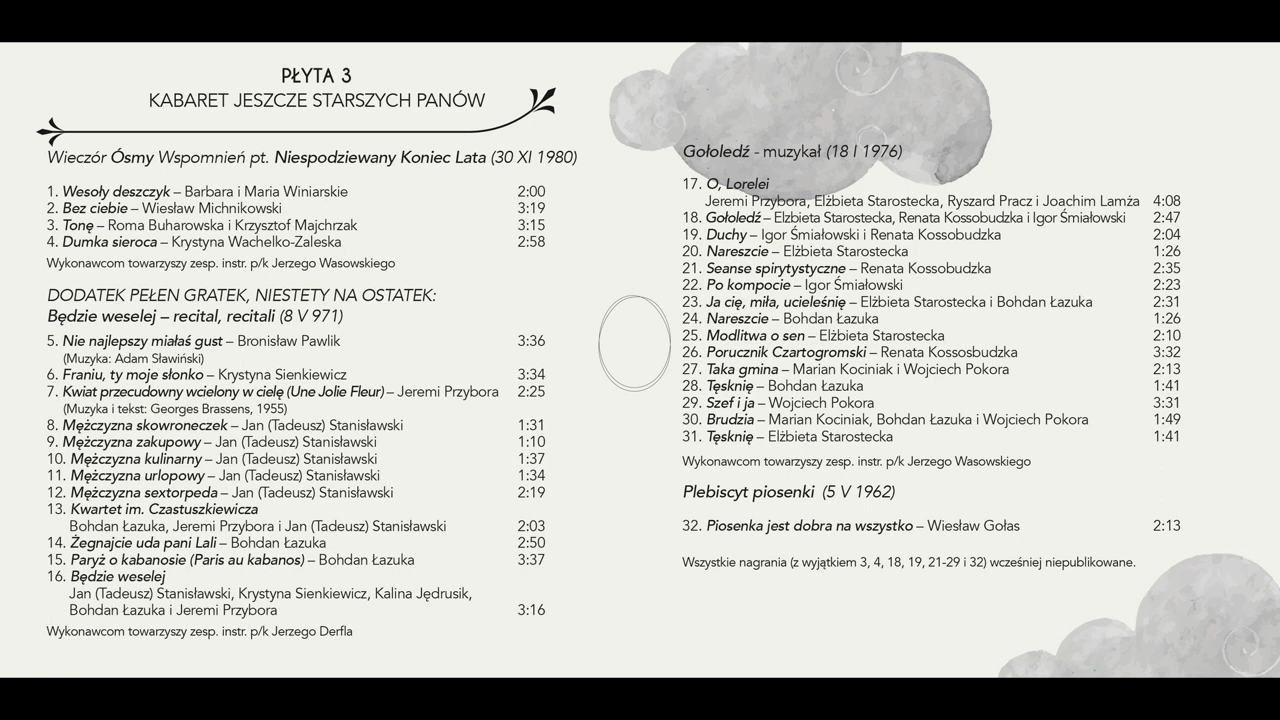 PŁYTA 3
KABARET JESZCZE STARSZYCH PANÓW
Wieczór Ósmy Wspomnień pt. Niespodziewany Koniec Lata (30 XI 1980)
1. Wesoły deszczyk – Barbara i Maria Winiarskie 2:00
2. Bez ciebie – Wiesław Michnikowski 3:19
3. Tonę – Roma Buharowska i Krzysztof Majchrzak 3:15
4. Dumka sieroca – Krystyna Wachelko-Zaleska 2:58
Wykonawcom towarzyszy zesp. instr. p/k Jerzego Wasowskiego
DODATEK PEŁEN GRATEK, NIESTETY NA OSTATEK:
Będzie weselej – recital, recitali (8 V 971)
5. Nie najlepszy miałaś gust – Bronisław Pawlik 3:36
(Muzyka: Adam Sławiński)
6. Franiu, ty moje słonko – Krystyna Sienkiewicz 3:34
7. Kwiat przecudowny wcielony w cielę (Une Jolie Fleur) – Jeremi Przybora 2:25
(Muzyka i tekst: Georges Brassens, 1955)
8. Mężczyzna skowroneczek – Jan (Tadeusz) Stanisławski 1:31
9. Mężczyzna zakupowy – Jan (Tadeusz) Stanisławski 1:10
10. Mężczyzna kulinarny – Jan (Tadeusz) Stanisławski 1:37
11. Mężczyzna urlopowy – Jan (Tadeusz) Stanisławski 1:34
12. Mężczyzna sextorpeda – Jan (Tadeusz) Stanisławski 2:19
13. Kwartet im. Czastuszkiewicza
Bohdan Łazuka, Jeremi Przybora i Jan (Tadeusz) Stanisławski 2:03
14. Żegnajcie uda pani Lali – Bohdan Łazuka 2:50
15. Paryż o kabanosie (Paris au kabanos) – Bohdan Łazuka 3:37
16. Będzie weselej
Jan (Tadeusz) Stanisławski, Krystyna Sienkiewicz, Kalina Jędrusik,
Bohdan Łazuka i Jeremi Przybora 3:16
Wykonawcom towarzyszy zesp. instr. p/k Jerzego Derfla
Gołoledź - muzykał (18 I 1976)
17. O, Lorelei
Jeremi Przybora, Elżbieta Starostecka, Ryszard Pracz i Joachim Lamża 4:08
18. Gołoledź – Elzbieta Starostecka, Renata Kossobudzka i Igor Śmiałowski 2:47
19. Duchy – Igor Śmiałowski i Renata Kossobudzka 2:04
20. Nareszcie – Elżbieta Starostecka 1:26
21. Seanse spirytystyczne – Renata Kossobudzka 2:35
22. Po kompocie – Igor Śmiałowski 2:23
23. Ja cię, miła, ucieleśnię – Elżbieta Starostecka i Bohdan Łazuka 2:31
24. Nareszcie – Bohdan Łazuka 1:26
25. Modlitwa o sen – Elżbieta Starostecka 2:10
26. Porucznik Czartogromski – Renata Kossosbudzka 3:32
27. Taka gmina – Marian Kociniak i Wojciech Pokora 2:13
28. Tęsknię – Bohdan Łazuka 1:41
29. Szef i ja – Wojciech Pokora 3:31
30. Brudzia – Marian Kociniak, Bohdan Łazuka i Wojciech Pokora 1:49
31. Tęsknię – Elżbieta Starostecka 1:41
Wykonawcom towarzyszy zesp. instr. p/k Jerzego Wasowskiego
Plebiscyt piosenki (5 V 1962)
32. Piosenka jest dobra na wszystko – Wiesław Gołas 2:13
Wszystkie nagrania (z wyjątkiem 3, 4, 18, 19, 21-29 i 32) wcześniej niepublikowane.